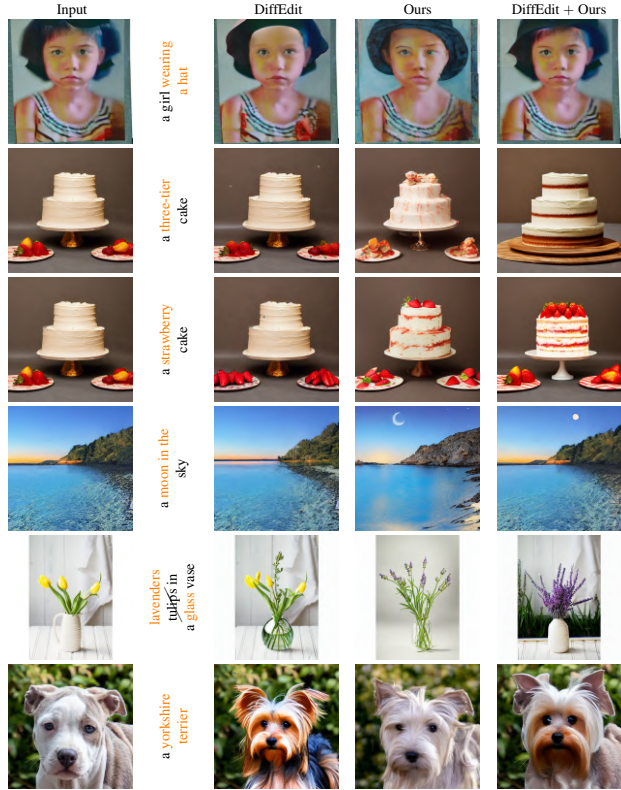 Input
DiffEdit
Ours
DiffEdit + Ours
a girl wearing
a hat
a three-tier
cake
a strawberry
cake
a moon in the
sky
lavenders
tulips in
a glass vase
a yorkshire
terrier